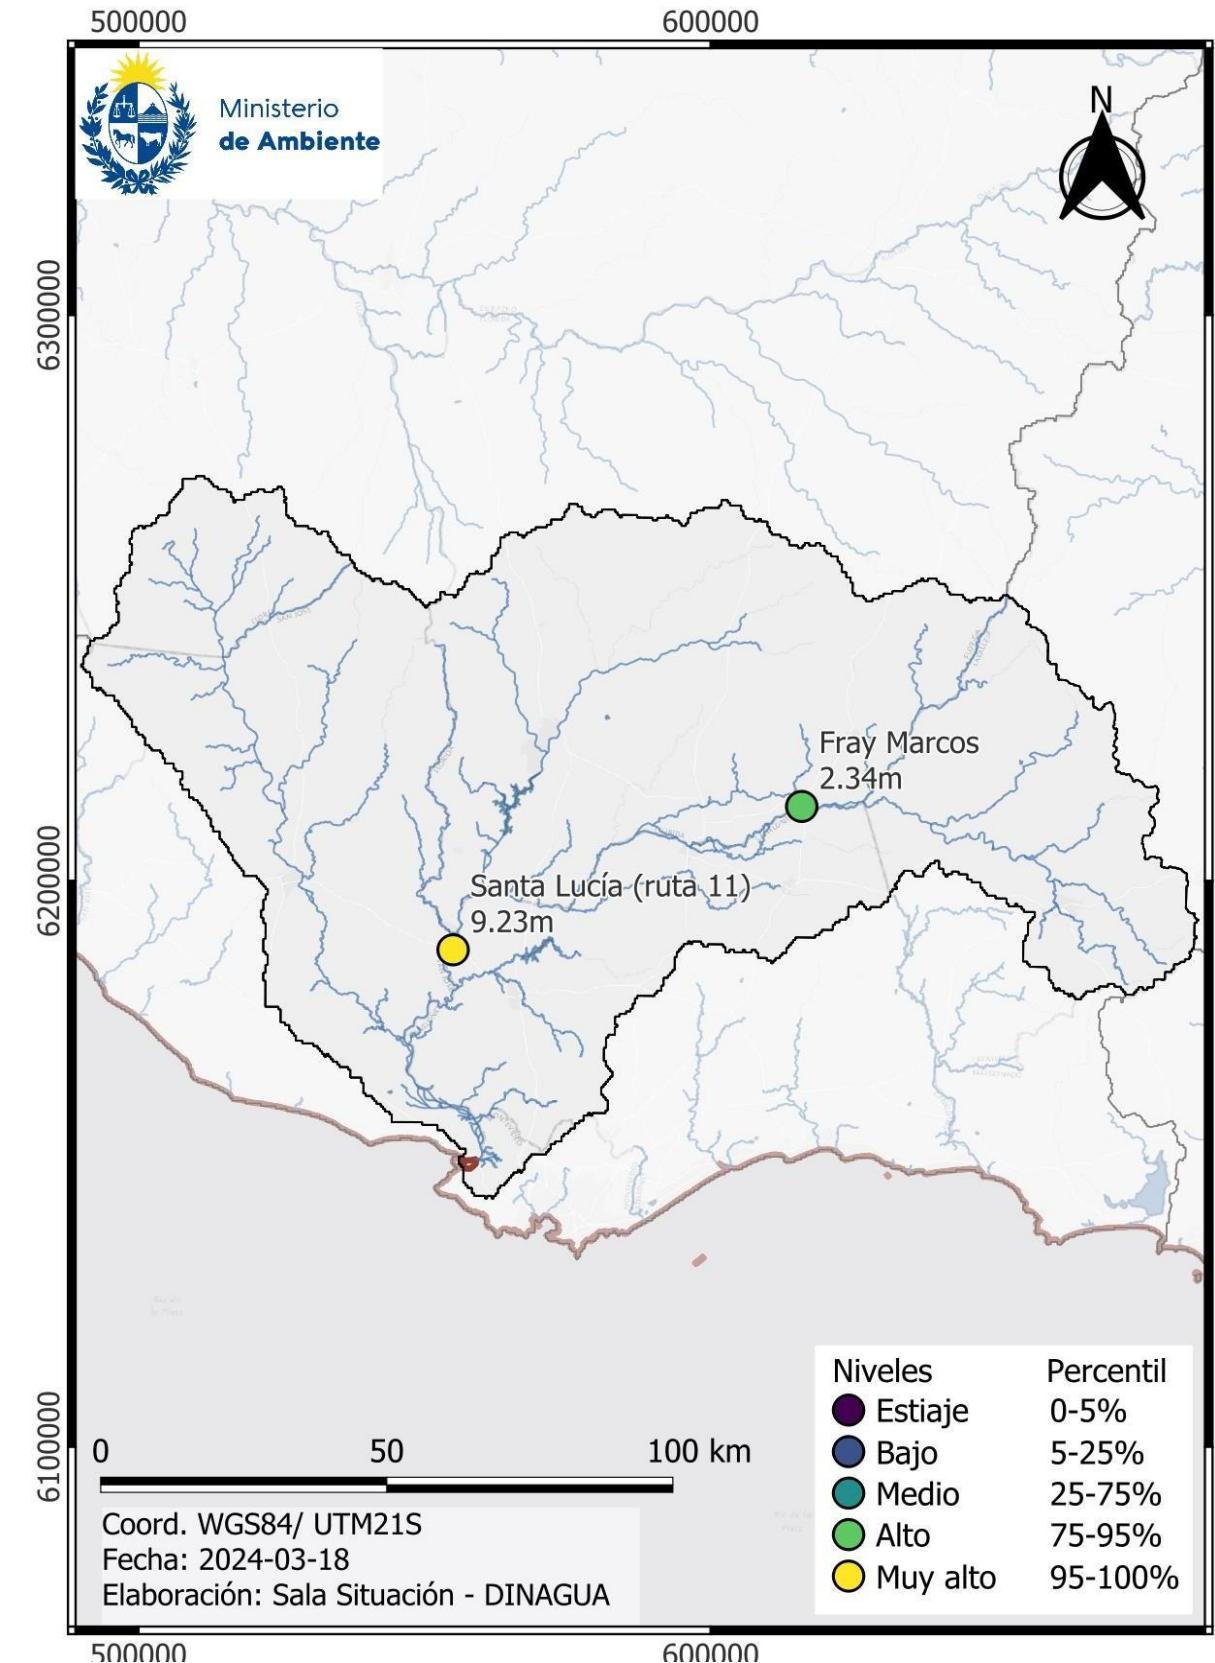 500000 600000
Ministerio
de Ambiente
N
6300000
Fray Marcos
2.34m
6200000
Santa Lucía (ruta 11)
9.23m
6100000
0 50 100 km
Coord. WGS84/ UTM21S
Fecha: 2024-03-18
Elaboración: Sala Situación - DINAGUA
Niveles Percentil
Estiaje 0-5%
Bajo 5-25%
Medio 25-75%
Alto 75-95%
Muy alto 95-100%
500000 600000